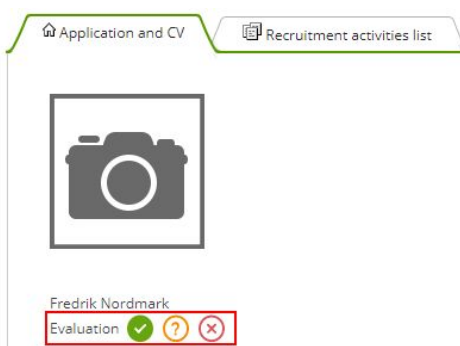 Application and CV
Recruitment activities list
Fredrik Nordmark
Evaluation ?